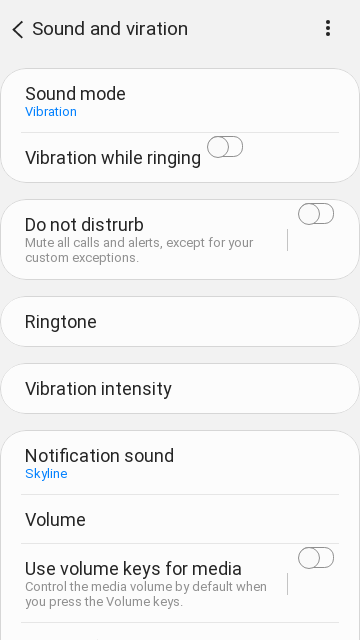 Sound and viration
Sound mode
Vibration
Vibration while ringing
Do not distrurb
Mute all calls and alerts, except for your
custom exceptions.
Ringtone
Vibration intensity
Notification sound
Skyline
Volume
Use volume keys for media
Control the media volume by default when
you press the Volume keys.